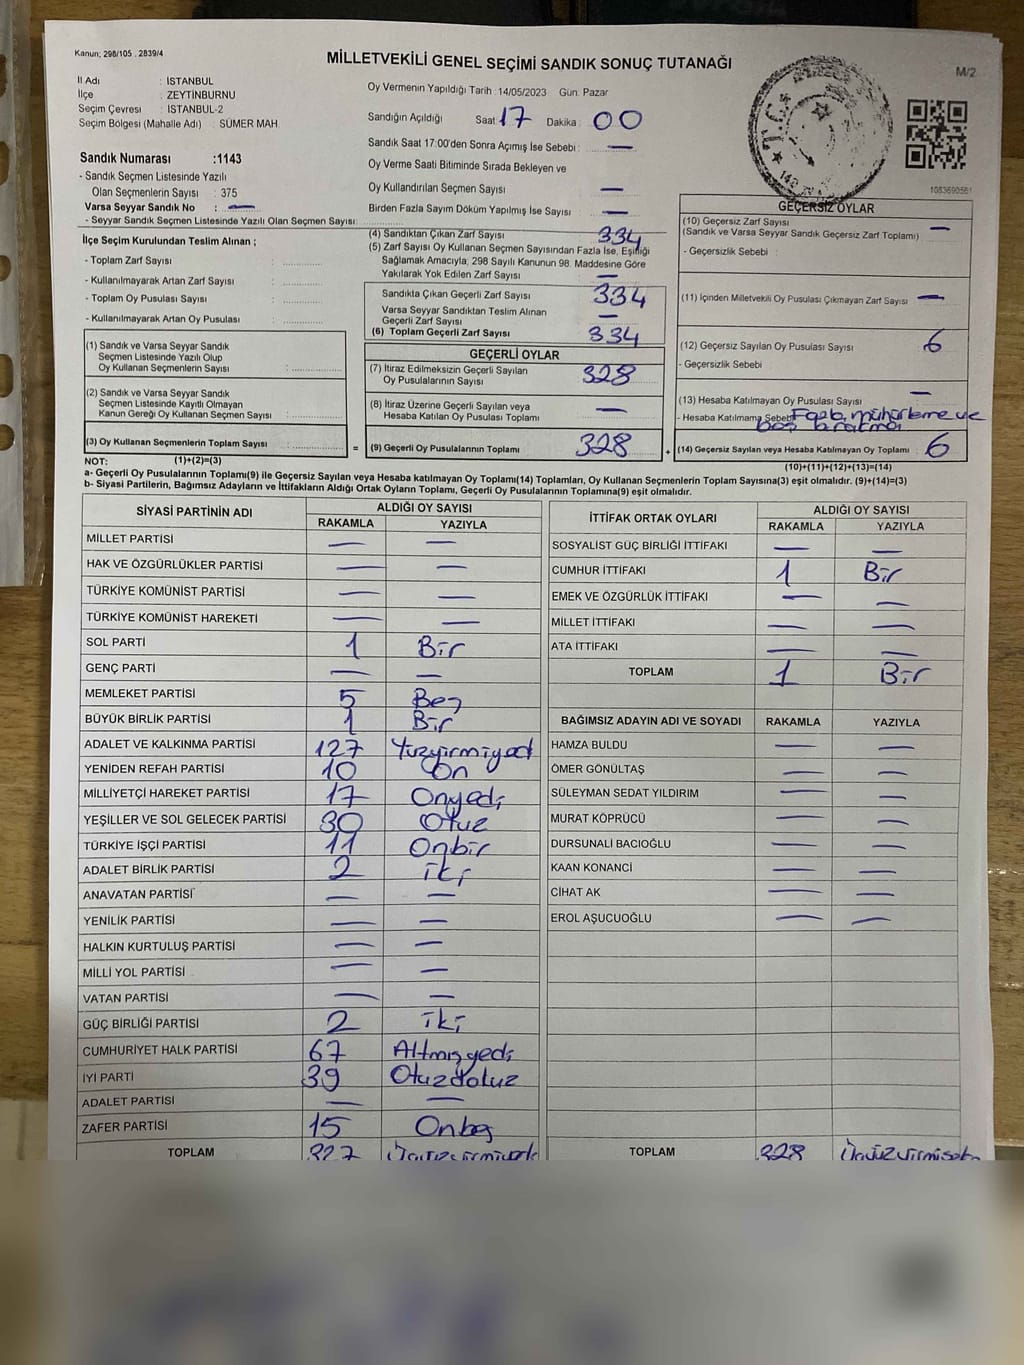 Kanun; 298/105 . 2839/4
MİLLETVEKİLİ GENEL SEÇİMİ SANDIK SONUÇ TUTANAĞI
M/2
İl Adı : İSTANBUL
İlçe : ZEYTİNBURNU
Seçim Çevresi : İSTANBUL-2
Seçim Bölgesi (Mahalle Adı) : SÜMER MAH
Oy Vermenin Yapıldığı Tarih :14/05/2023 Gün: Pazar
Sandığın Açıldığı Saat 17 Dakika : 00
Sandık Saat 17:00'den Sonra Açımış İse Sebebi : —
Oy Verme Saati Bitiminde Sırada Bekleyen ve
Oy Kullandırılan Seçmen Sayısı —
Birden Fazla Sayım Döküm Yapılmış İse Sayısı —
Sandık Numarası :1143
- Sandık Seçmen Listesinde Yazılı
Olan Seçmenlerin Sayısı : 375
Varsa Seyyar Sandık No : —
- Seyyar Sandık Seçmen Listesinde Yazılı Olan Seçmen Sayısı:
1083690561
İlçe Seçim Kurulundan Teslim Alınan ;
- Toplam Zarf Sayısı :
- Kullanılmayarak Artan Zarf Sayısı :
- Toplam Oy Pusulası Sayısı :
- Kullanılmayarak Artan Oy Pusulası :
(1) Sandık ve Varsa Seyyar Sandık
Seçmen Listesinde Yazılı Olup
Oy Kullanan Seçmenlerin Sayısı :
(2) Sandık ve Varsa Seyyar Sandık
Seçmen Listesinde Kayıtlı Olmayan
Kanun Gereği Oy Kullanan Seçmen Sayısı :
(3) Oy Kullanan Seçmenlerin Toplam Sayısı :
(1)+(2)=(3)
(4) Sandıktan Çıkan Zarf Sayısı 334
(5) Zarf Sayısı Oy Kullanan Seçmen Sayısından Fazla İse, Eşitliği
Sağlamak Amacıyla, 298 Sayılı Kanunun 98. Maddesine Göre
Yakılarak Yok Edilen Zarf Sayısı —
Sandıkta Çıkan Geçerli Zarf Sayısı 334
Varsa Seyyar Sandıktan Teslim Alınan
Geçerli Zarf Sayısı —
(6) Toplam Geçerli Zarf Sayısı 334
GEÇERLİ OYLAR
(7) İtiraz Edilmeksizin Geçerli Sayılan
Oy Pusulalarının Sayısı 328
(8) İtiraz Üzerine Geçerli Sayılan veya
Hesaba Katılan Oy Pusulası Toplamı —
= (9) Geçerli Oy Pusulalarının Toplamı 328 +
GEÇERSİZ OYLAR
(10) Geçersiz Zarf Sayısı —
(Sandık ve Varsa Seyyar Sandık Geçersiz Zarf Toplamı)
- Geçersizlik Sebebi :
(11) İçinden Milletvekili Oy Pusulası Çıkmayan Zarf Sayısı —
(12) Geçersiz Sayılan Oy Pusulası Sayısı 6
- Geçersizlik Sebebi
(13) Hesaba Katılmayan Oy Pusulası Sayısı —
- Hesaba Katılmama Sebebi Fazla mühürleme ve
boş bırakma
(14) Geçersiz Sayılan veya Hesaba Katılmayan Oy Toplamı 6
(10)+(11)+(12)+(13)=(14)
NOT:
a- Geçerli Oy Pusulalarının Toplamı(9) ile Geçersiz Sayılan veya Hesaba katılmayan Oy Toplamı(14) Toplamları, Oy Kullanan Seçmenlerin Toplam Sayısına(3) eşit olmalıdır. (9)+(14)=(3)
b- Siyasi Partilerin, Bağımsız Adayların ve İttifakların Aldığı Ortak Oyların Toplamı, Geçerli Oy Pusulalarının Toplamına(9) eşit olmalıdır.
SİYASİ PARTİNİN ADI ALDIĞI OY SAYISI
RAKAMLA YAZIYLA
MİLLET PARTİSİ — —
HAK VE ÖZGÜRLÜKLER PARTİSİ — —
TÜRKİYE KOMÜNİST PARTİSİ — —
TÜRKİYE KOMÜNİST HAREKETİ — —
SOL PARTİ 1 Bir
GENÇ PARTİ — —
MEMLEKET PARTİSİ 5 Beş
BÜYÜK BİRLİK PARTİSİ 1 Bir
ADALET VE KALKINMA PARTİSİ 127 Yüzyirmiyedi
YENİDEN REFAH PARTİSİ 10 On
MİLLİYETÇİ HAREKET PARTİSİ 17 Onyedi
YEŞİLLER VE SOL GELECEK PARTİSİ 30 Otuz
TÜRKİYE İŞÇİ PARTİSİ 11 Onbir
ADALET BİRLİK PARTİSİ 2 iki
ANAVATAN PARTİSİ — —
YENİLİK PARTİSİ — —
HALKIN KURTULUŞ PARTİSİ — —
MİLLİ YOL PARTİSİ — —
VATAN PARTİSİ — —
GÜÇ BİRLİĞİ PARTİSİ 2 iki
CUMHURİYET HALK PARTİSİ 67 Altmışyedi
İYİ PARTİ 39 Otuzdokuz
ADALET PARTİSİ — —
ZAFER PARTİSİ 15 Onbeş
TOPLAM 327
İTTİFAK ORTAK OYLARI ALDIĞI OY SAYISI
RAKAMLA YAZIYLA
SOSYALİST GÜÇ BİRLİĞİ İTTİFAKI — —
CUMHUR İTTİFAKI 1 Bir
EMEK VE ÖZGÜRLÜK İTTİFAKI — —
MİLLET İTTİFAKI — —
ATA İTTİFAKI — —
TOPLAM 1 Bir
BAĞIMSIZ ADAYIN ADI VE SOYADI RAKAMLA YAZIYLA
HAMZA BULDU — —
ÖMER GÖNÜLTAŞ — —
SÜLEYMAN SEDAT YILDIRIM — —
MURAT KÖPRÜCÜ — —
DURSUNALİ BACIOĞLU — —
KAAN KONANCİ — —
CİHAT AK — —
EROL AŞUCUOĞLU — —
TOPLAM 328